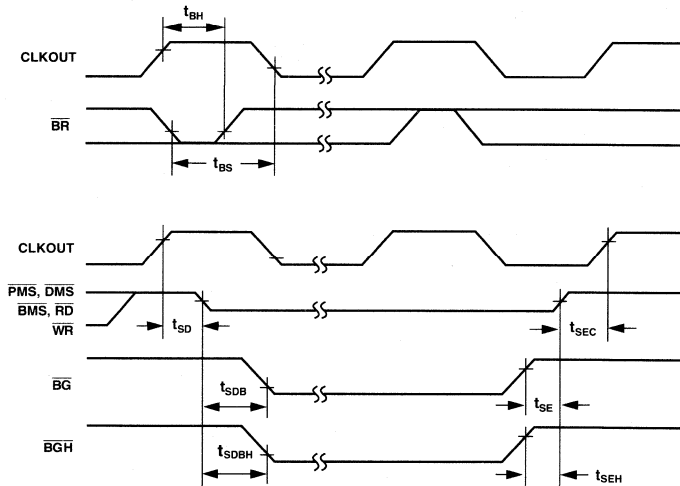 tBH
CLKOUT
BR
tBS
CLKOUT
PMS, DMS
BMS, RD
WR
tSD
tSEC
BG
tSDB
tSE
BGH
tSDBH
tSEH